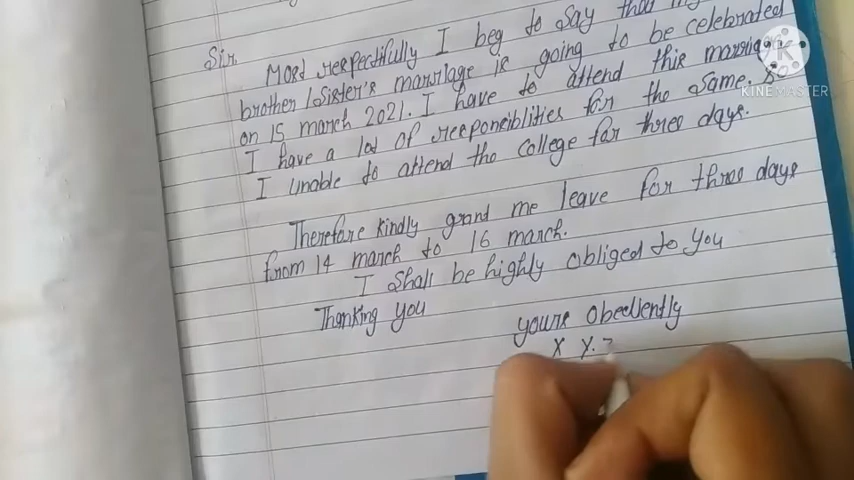 Sir.
Most respectifully I beg to say that my
brother/Sister's marriage is going to be celebrated
on 15 march 2021. I have to attend this marriage
I have a lot of responciblities for the same. So
I unable to attend the College for three days.
Therefore kindly grand me leave for three days
from 14 march to 16 march.
I shall be highly obliged to you
Thanking you
yours obediently
X Y.
KINEMASTER